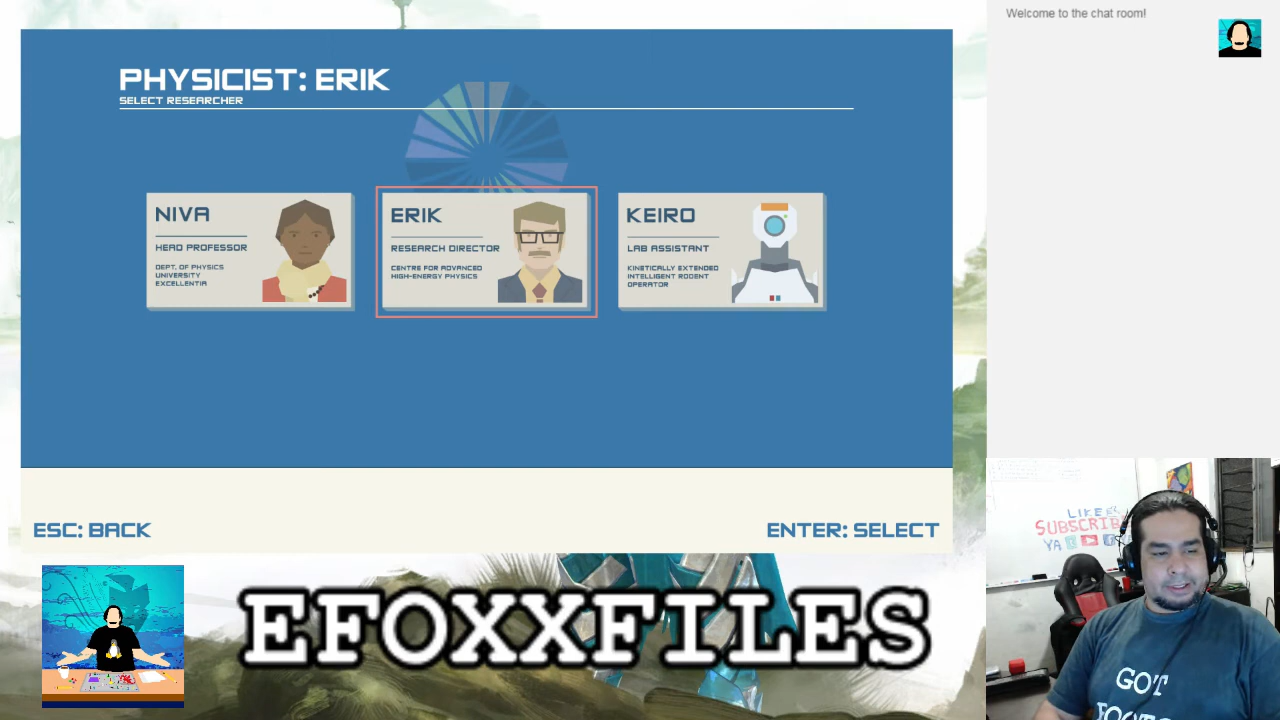 Welcome to the chat room!
PHYSICIST: ERIK
SELECT RESEARCHER
NIVA
HEAD PROFESSOR
DEPT. OF PHYSICS
UNIVERSITY
EXCELLENTIA
ERIK
RESEARCH DIRECTOR
CENTRE FOR ADVANCED
HIGH-ENERGY PHYSICS
KEIRO
LAB ASSISTANT
KINETICALLY EXTENDED
INTELLIGENT RODENT
OPERATOR
ESC: BACK
ENTER: SELECT
EFOXXFILES
LIKE
SUBSCRIB
YA
GOT